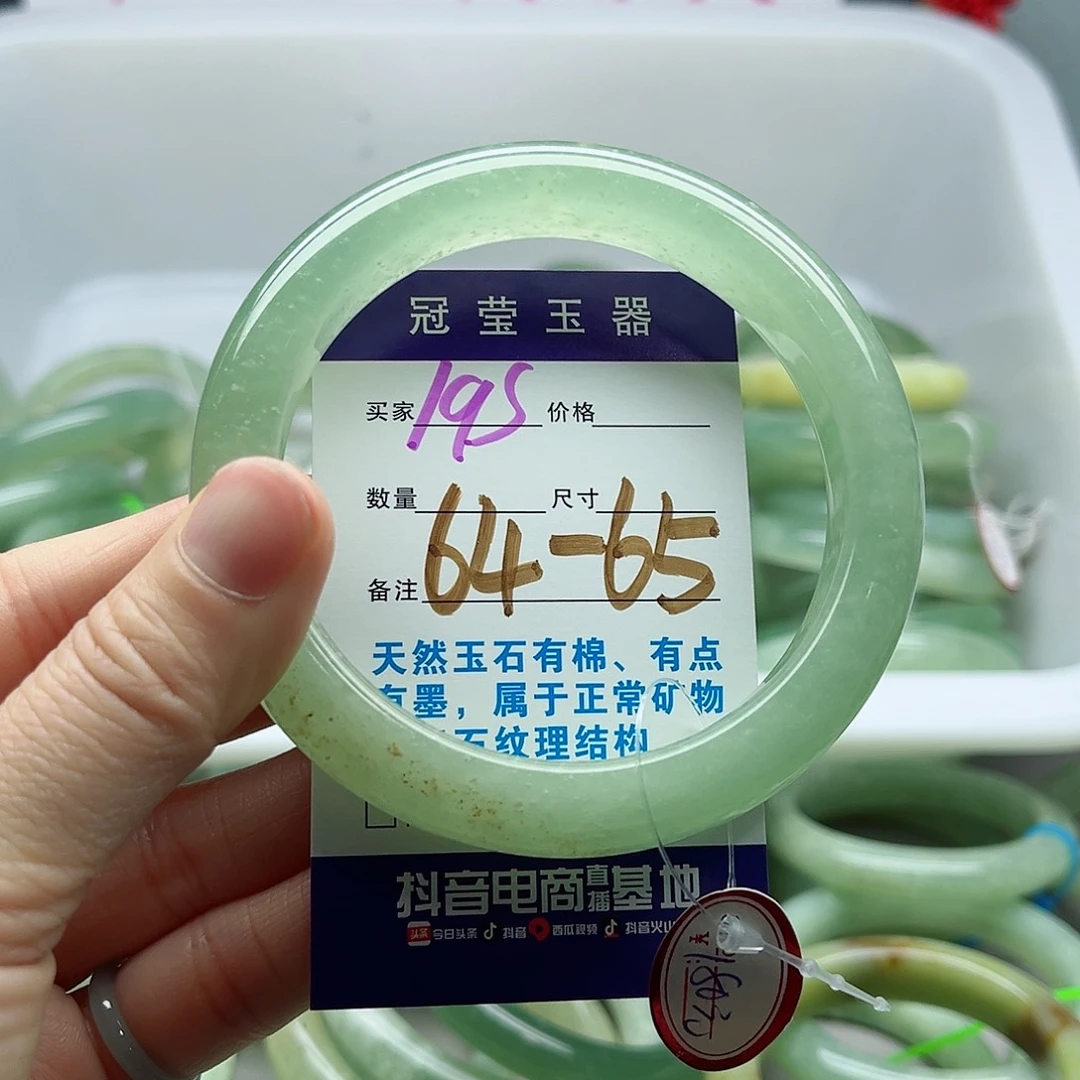 冠莹玉器
买家 195 价格
数量 尺寸
备注 64-65
天然玉石有棉、有点
有墨，属于正常矿物
石纹理结构
抖音电商直播基地
头条 今日头条 抖音 西瓜视频 抖音火山